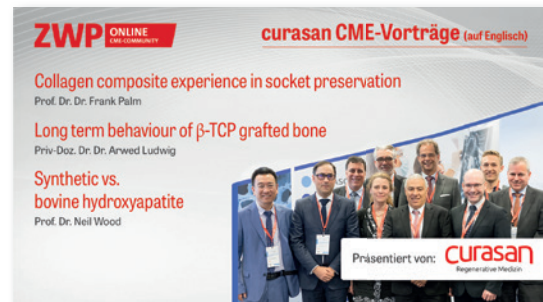 ZWP ONLINE
CME-COMMUNITY
curasan CME-Vorträge (auf Englisch)
Collagen composite experience in socket preservation
Prof. Dr. Dr. Frank Palm
Long term behaviour of β-TCP grafted bone
Priv-Doz. Dr. Dr. Arwed Ludwig
Synthetic vs.
bovine hydroxyapatite
Prof. Dr. Neil Wood
Präsentiert von: curasan
Regenerative Medizin